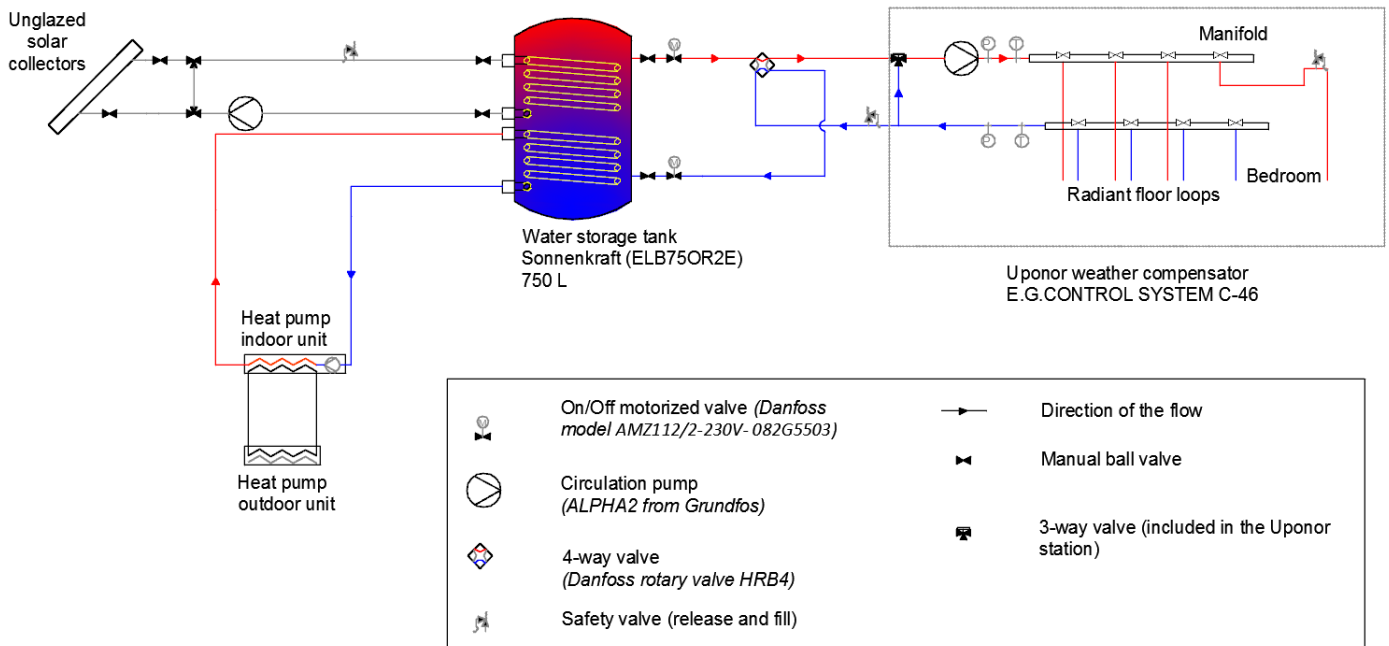 Unglazed
solar
collectors
M
Manifold
P
T
M
P
T
Radiant floor loops
Bedroom
Water storage tank
Sonnenkraft (ELB75OR2E)
750 L
Uponor weather compensator
E.G.CONTROL SYSTEM C-46
Heat pump
indoor unit
Heat pump
outdoor unit
M
On/Off motorized valve (Danfoss
model AMZ112/2-230V- 082G5503)
Circulation pump
(ALPHA2 from Grundfos)
4-way valve
(Danfoss rotary valve HRB4)
Safety valve (release and fill)
Direction of the flow
Manual ball valve
3-way valve (included in the Uponor
station)